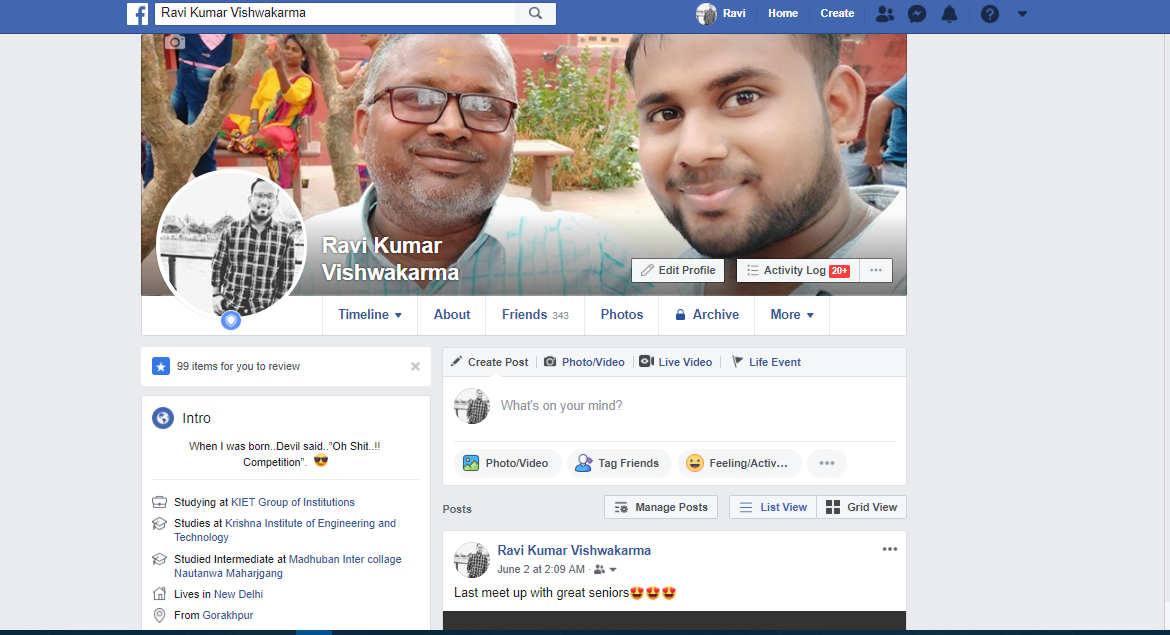 Ravi Kumar Vishwakarma
Ravi
Home
Create
Ravi Kumar
Vishwakarma
Edit Profile
Activity Log 20+
Timeline
About
Friends 343
Photos
Archive
More
99 items for you to review
Create Post
Photo/Video
Live Video
Life Event
What's on your mind?
Photo/Video
Tag Friends
Feeling/Activ...
Intro
When I was born..Devil said.."Oh Shit..!!
Competition". 😎
Studying at KIET Group of Institutions
Studies at Krishna Institute of Engineering and
Technology
Studied Intermediate at Madhuban Inter collage
Nautanwa Maharjgang
Lives in New Delhi
From Gorakhpur
Posts
Manage Posts
List View
Grid View
Ravi Kumar Vishwakarma
June 2 at 2:09 AM ·
Last meet up with great seniors😍😍😍